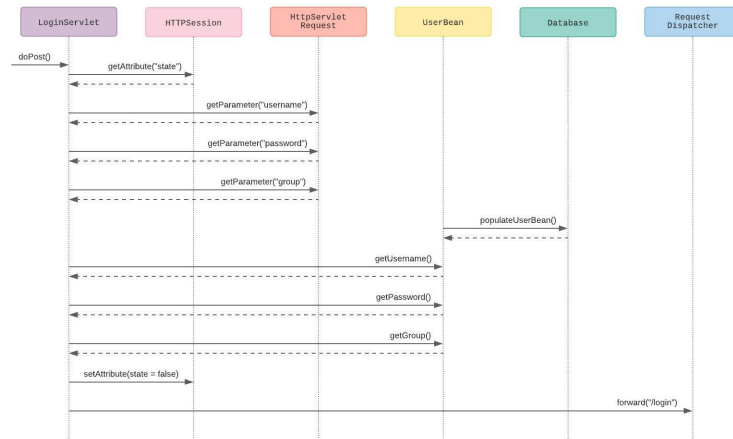 LoginServlet
HTTPSession
HttpServlet
Request
UserBean
Database
Request
Dispatcher
doPost()
getAttribute("state")
getParameter("username")
getParameter("password")
getParameter("group")
populateUserBean()
getUsername()
getPassword()
getGroup()
setAttribute(state = false)
forward("/login")